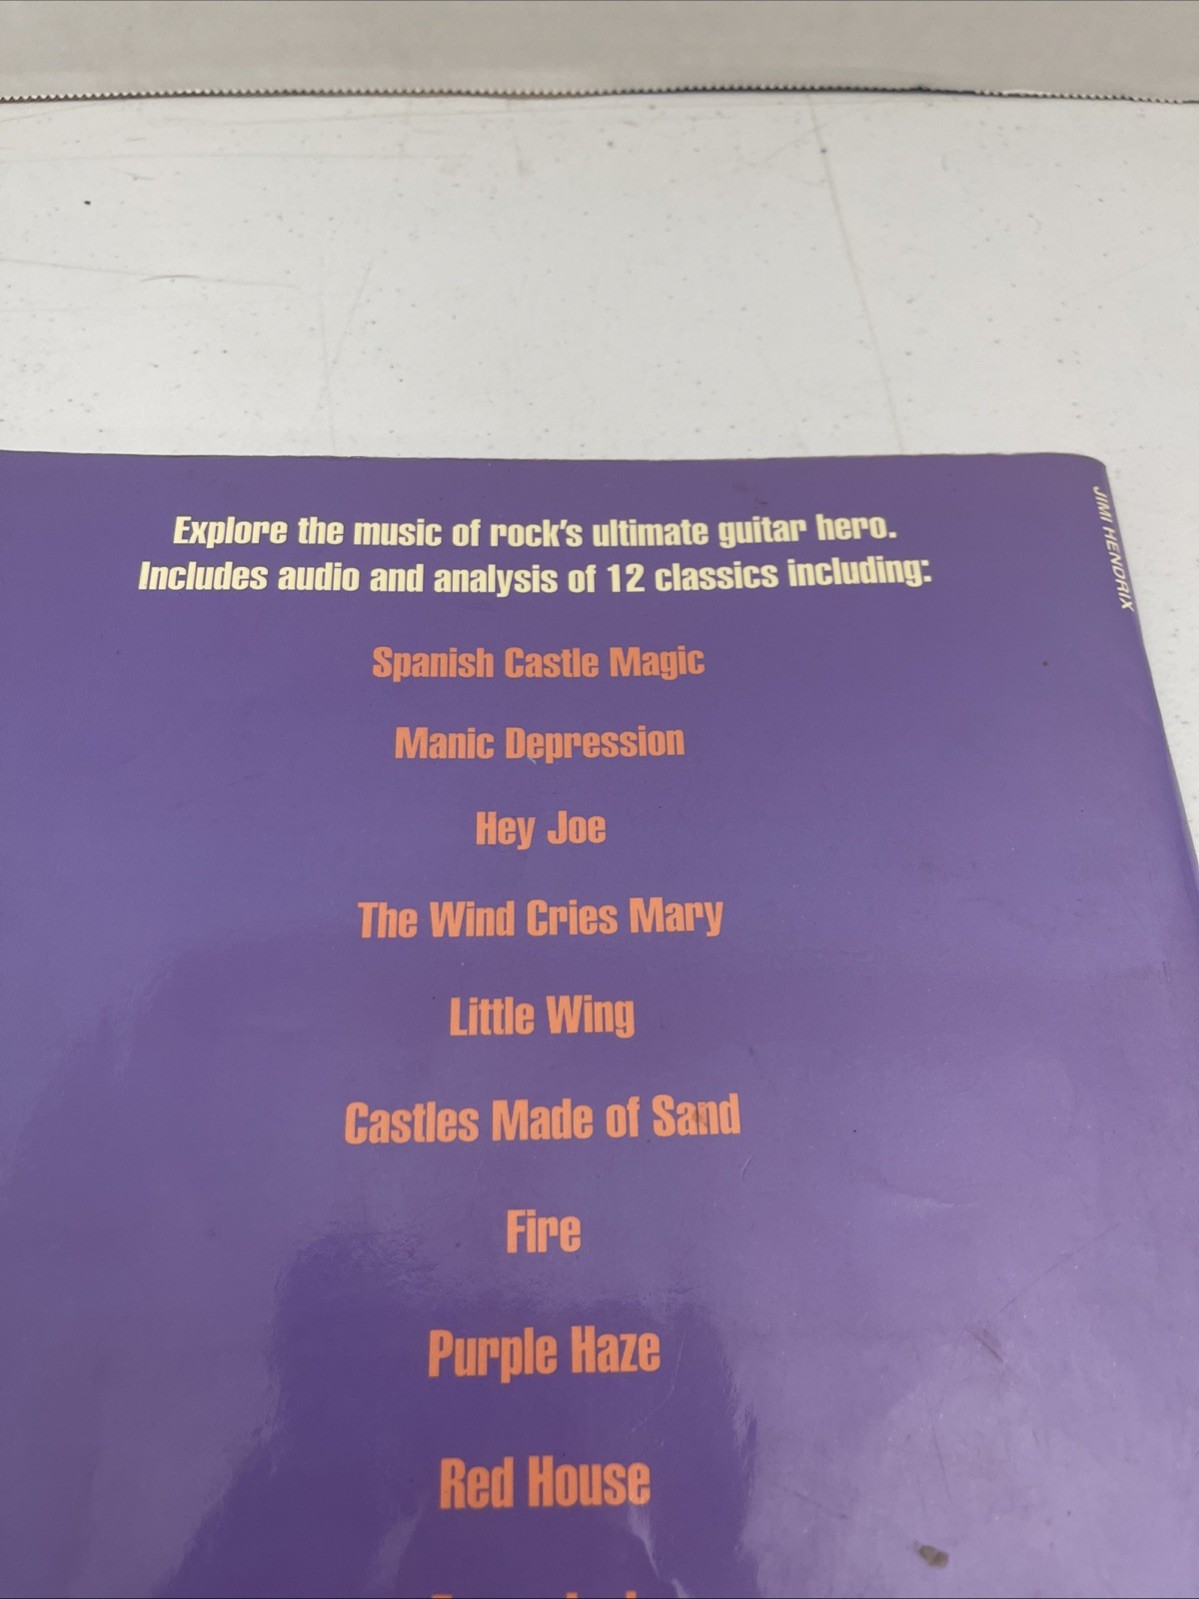 Explore the music of rock's ultimate guitar hero.
Includes audio and analysis of 12 classics including:
Spanish Castle Magic
Manic Depression
Hey Joe
The Wind Cries Mary
Little Wing
Castles Made of Sand
Fire
Purple Haze
Red House
JIMI HENDRIX